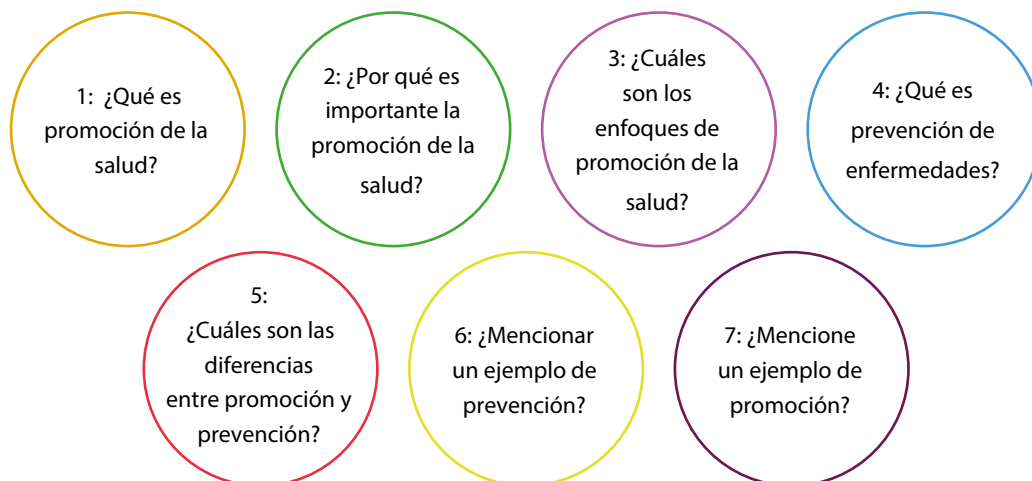 1: ¿Qué es
promoción de la
salud?
2: ¿Por qué es
importante la
promoción de la
salud?
3: ¿Cuáles
son los
enfoques de
promoción de la
salud?
4: ¿Qué es
prevención de
enfermedades?
5:
¿Cuáles son las
diferencias
entre promoción y
prevención?
6: ¿Mencionar
un ejemplo de
prevención?
7: ¿Mencione
un ejemplo de
promoción?